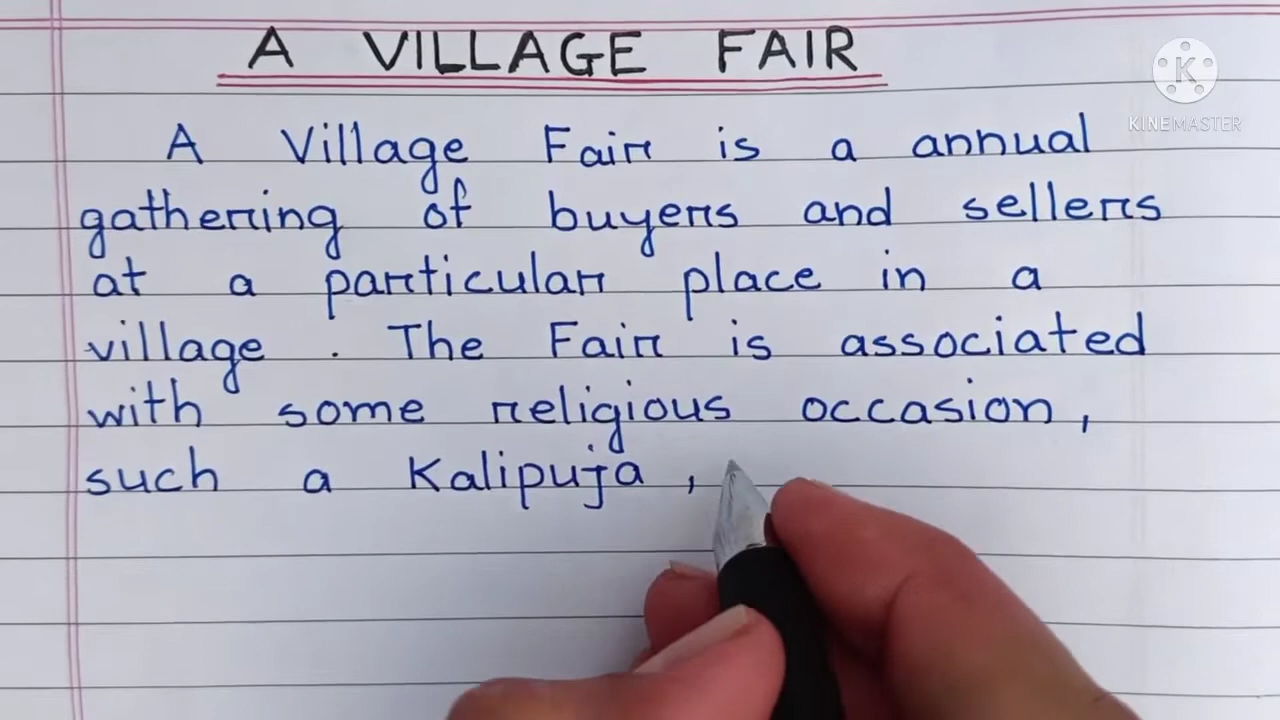 A VILLAGE FAIR
K
KINEMASTER
A Village Fair is a annual
gathering of buyers and sellers
at a particular place in a
village . The Fair is associated
with some religious occasion,
such a Kalipuja ,